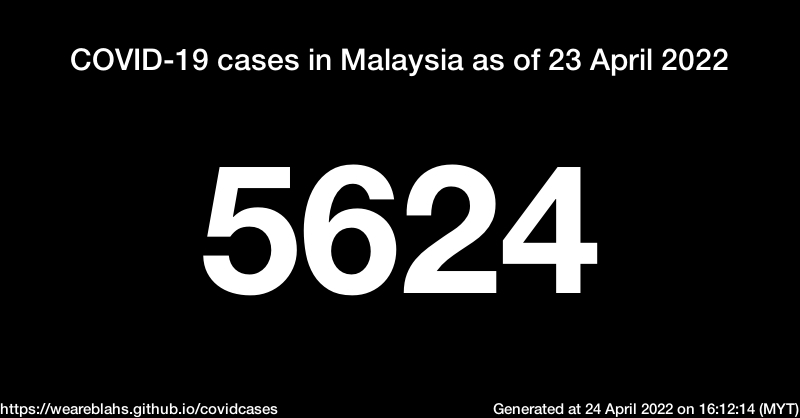 COVID-19 cases in Malaysia as of 23 April 2022
5624
https://weareblahs.github.io/covidcases
Generated at 24 April 2022 on 16:12:14 (MYT)